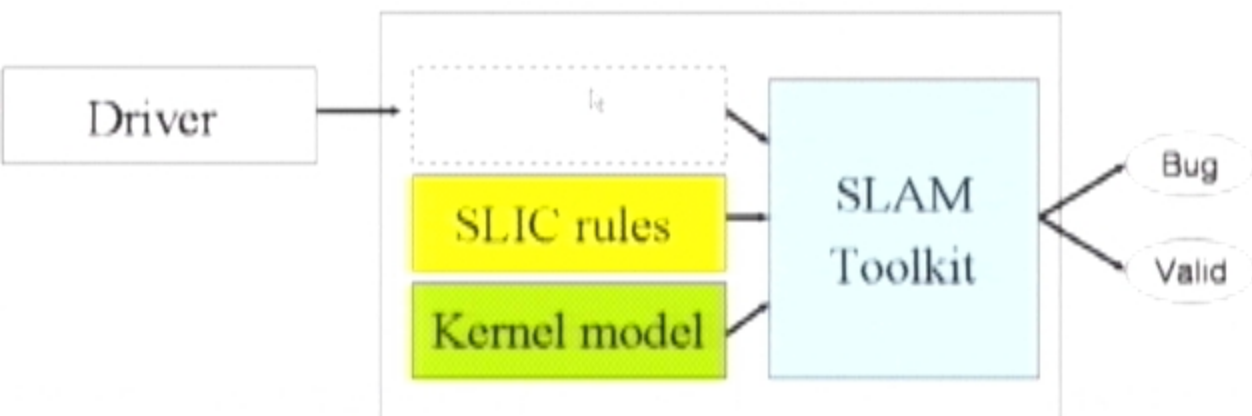 Driver
SLIC rules
Kernel model
SLAM
Toolkit
Bug
Valid